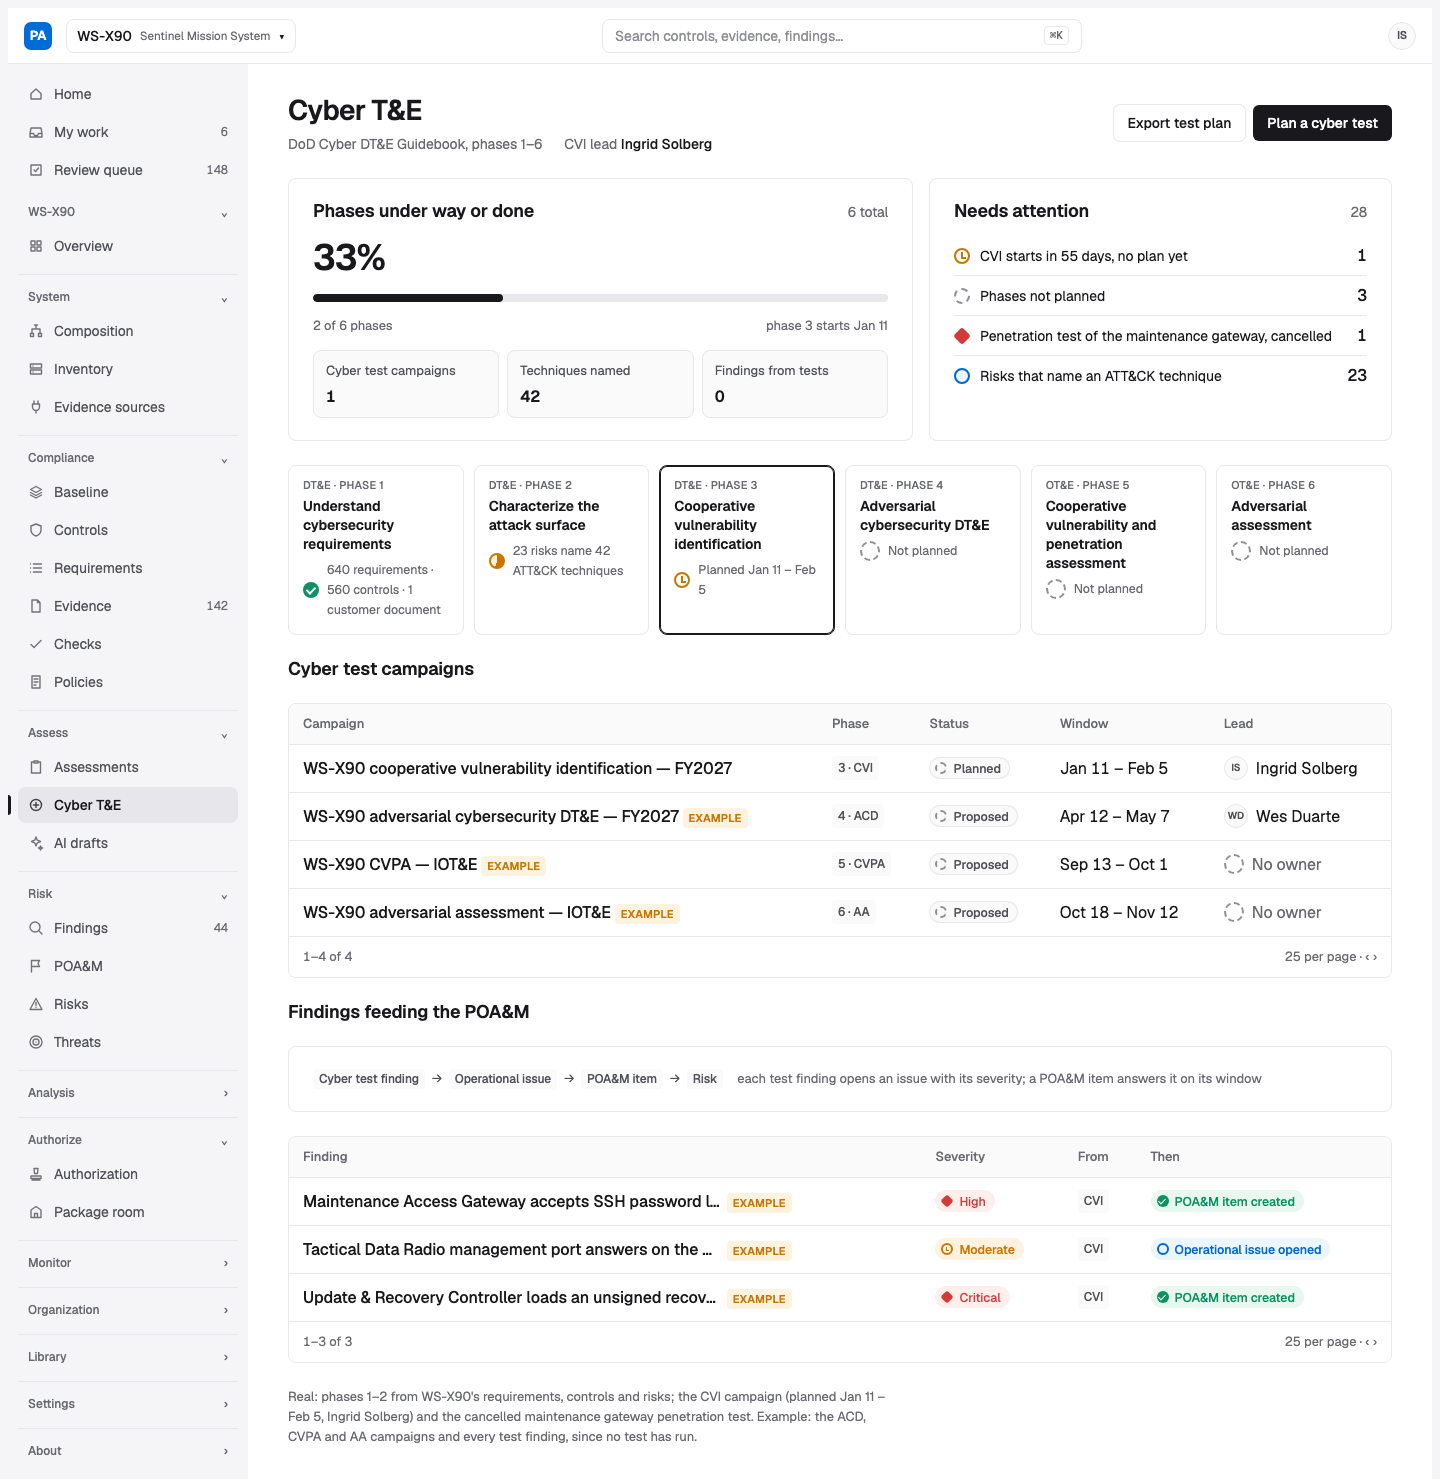 PA
WS-X90 Sentinel Mission System
Search controls, evidence, findings...
⌘K
IS
Home
My work 6
Review queue 148
WS-X90
Overview
System
Composition
Inventory
Evidence sources
Compliance
Baseline
Controls
Requirements
Evidence 142
Checks
Policies
Assess
Assessments
Cyber T&E
AI drafts
Risk
Findings 44
POA&M
Risks
Threats
Analysis
Authorize
Authorization
Package room
Monitor
Organization
Library
Settings
About
Cyber T&E
DoD Cyber DT&E Guidebook, phases 1–6 CVI lead Ingrid Solberg
Export test plan
Plan a cyber test
Phases under way or done 6 total
33%
2 of 6 phases phase 3 starts Jan 11
Cyber test campaigns
1
Techniques named
42
Findings from tests
0
Needs attention 28
CVI starts in 55 days, no plan yet 1
Phases not planned 3
Penetration test of the maintenance gateway, cancelled 1
Risks that name an ATT&CK technique 23
DT&E · PHASE 1
Understand
cybersecurity
requirements
640 requirements ·
560 controls · 1
customer document
DT&E · PHASE 2
Characterize the
attack surface
23 risks name 42
ATT&CK techniques
DT&E · PHASE 3
Cooperative
vulnerability
identification
Planned Jan 11 – Feb
5
DT&E · PHASE 4
Adversarial
cybersecurity DT&E
Not planned
OT&E · PHASE 5
Cooperative
vulnerability and
penetration
assessment
Not planned
OT&E · PHASE 6
Adversarial
assessment
Not planned
Cyber test campaigns
Campaign Phase Status Window Lead
WS-X90 cooperative vulnerability identification — FY2027 3 · CVI Planned Jan 11 – Feb 5 IS Ingrid Solberg
WS-X90 adversarial cybersecurity DT&E — FY2027 EXAMPLE 4 · ACD Proposed Apr 12 – May 7 WD Wes Duarte
WS-X90 CVPA — IOT&E EXAMPLE 5 · CVPA Proposed Sep 13 – Oct 1 No owner
WS-X90 adversarial assessment — IOT&E EXAMPLE 6 · AA Proposed Oct 18 – Nov 12 No owner
1–4 of 4 25 per page · ‹ ›
Findings feeding the POA&M
Cyber test finding → Operational issue → POA&M item → Risk each test finding opens an issue with its severity; a POA&M item answers it on its window
Finding Severity From Then
Maintenance Access Gateway accepts SSH password l... EXAMPLE High CVI POA&M item created
Tactical Data Radio management port answers on the ... EXAMPLE Moderate CVI Operational issue opened
Update & Recovery Controller loads an unsigned recov... EXAMPLE Critical CVI POA&M item created
1–3 of 3 25 per page · ‹ ›
Real: phases 1–2 from WS-X90's requirements, controls and risks; the CVI campaign (planned Jan 11 –
Feb 5, Ingrid Solberg) and the cancelled maintenance gateway penetration test. Example: the ACD,
CVPA and AA campaigns and every test finding, since no test has run.